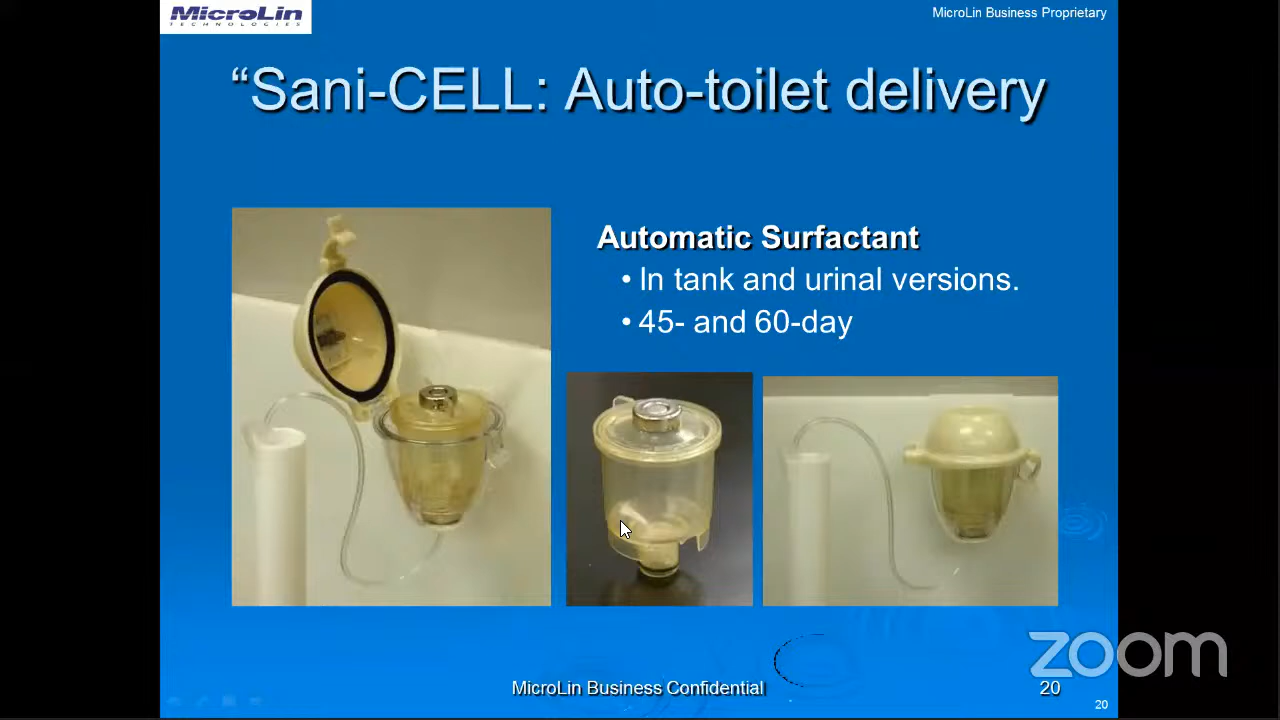 MicroLin
TECHNOLOGIES
MicroLin Business Proprietary
“Sani-CELL: Auto-toilet delivery
Automatic Surfactant
• In tank and urinal versions.
• 45- and 60-day
MicroLin Business Confidential
20
20
zoom